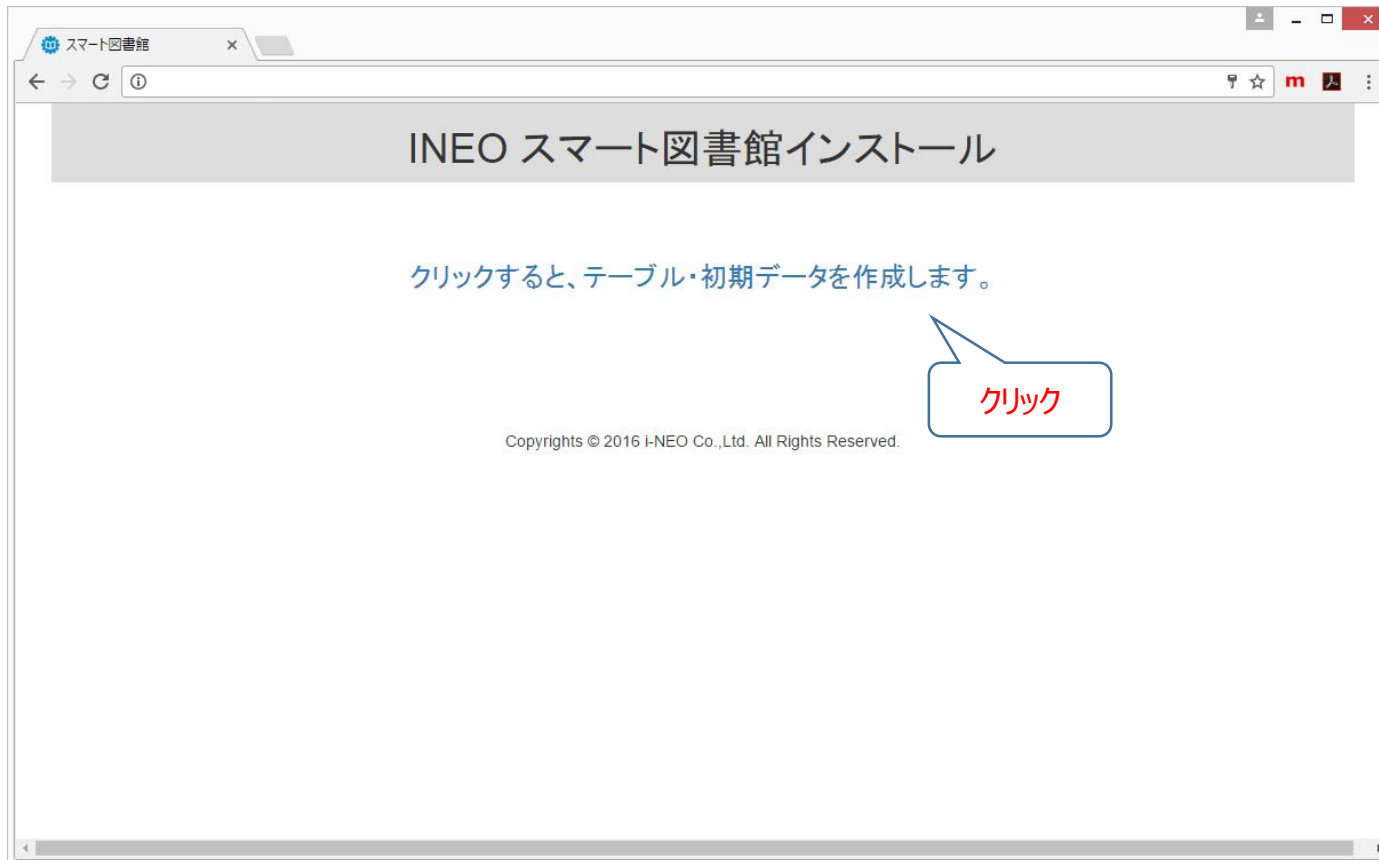 スマート図書館
m
INEO スマート図書館インストール
クリックすると、テーブル・初期データを作成します。
クリック
Copyrights © 2016 i-NEO Co.,Ltd. All Rights Reserved.